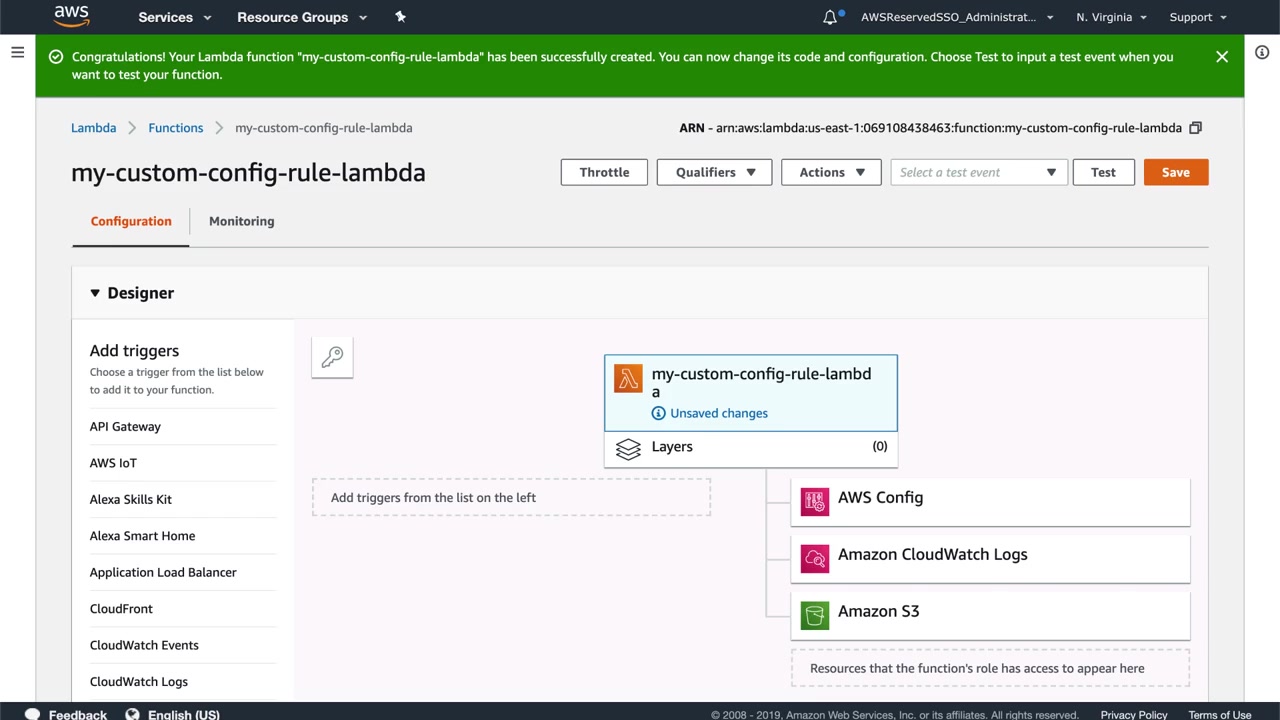 aws
Services
Resource Groups
AWSReservedSSO_Administrat...
N. Virginia
Support
Congratulations! Your Lambda function "my-custom-config-rule-lambda" has been successfully created. You can now change its code and configuration. Choose Test to input a test event when you
want to test your function.
Lambda
Functions
my-custom-config-rule-lambda
ARN - arn:aws:lambda:us-east-1:069108438463:function:my-custom-config-rule-lambda
my-custom-config-rule-lambda
Throttle
Qualifiers
Actions
Select a test event
Test
Save
Configuration
Monitoring
Designer
Add triggers
Choose a trigger from the list below
to add it to your function.
API Gateway
AWS IoT
Alexa Skills Kit
Alexa Smart Home
Application Load Balancer
CloudFront
CloudWatch Events
CloudWatch Logs
my-custom-config-rule-lambd
a
Unsaved changes
Layers
(0)
Add triggers from the list on the left
AWS Config
Amazon CloudWatch Logs
Amazon S3
Resources that the function's role has access to appear here
Feedback
English (US)
© 2008 - 2019, Amazon Web Services, Inc. or its affiliates. All rights reserved.
Privacy Policy
Terms of Use